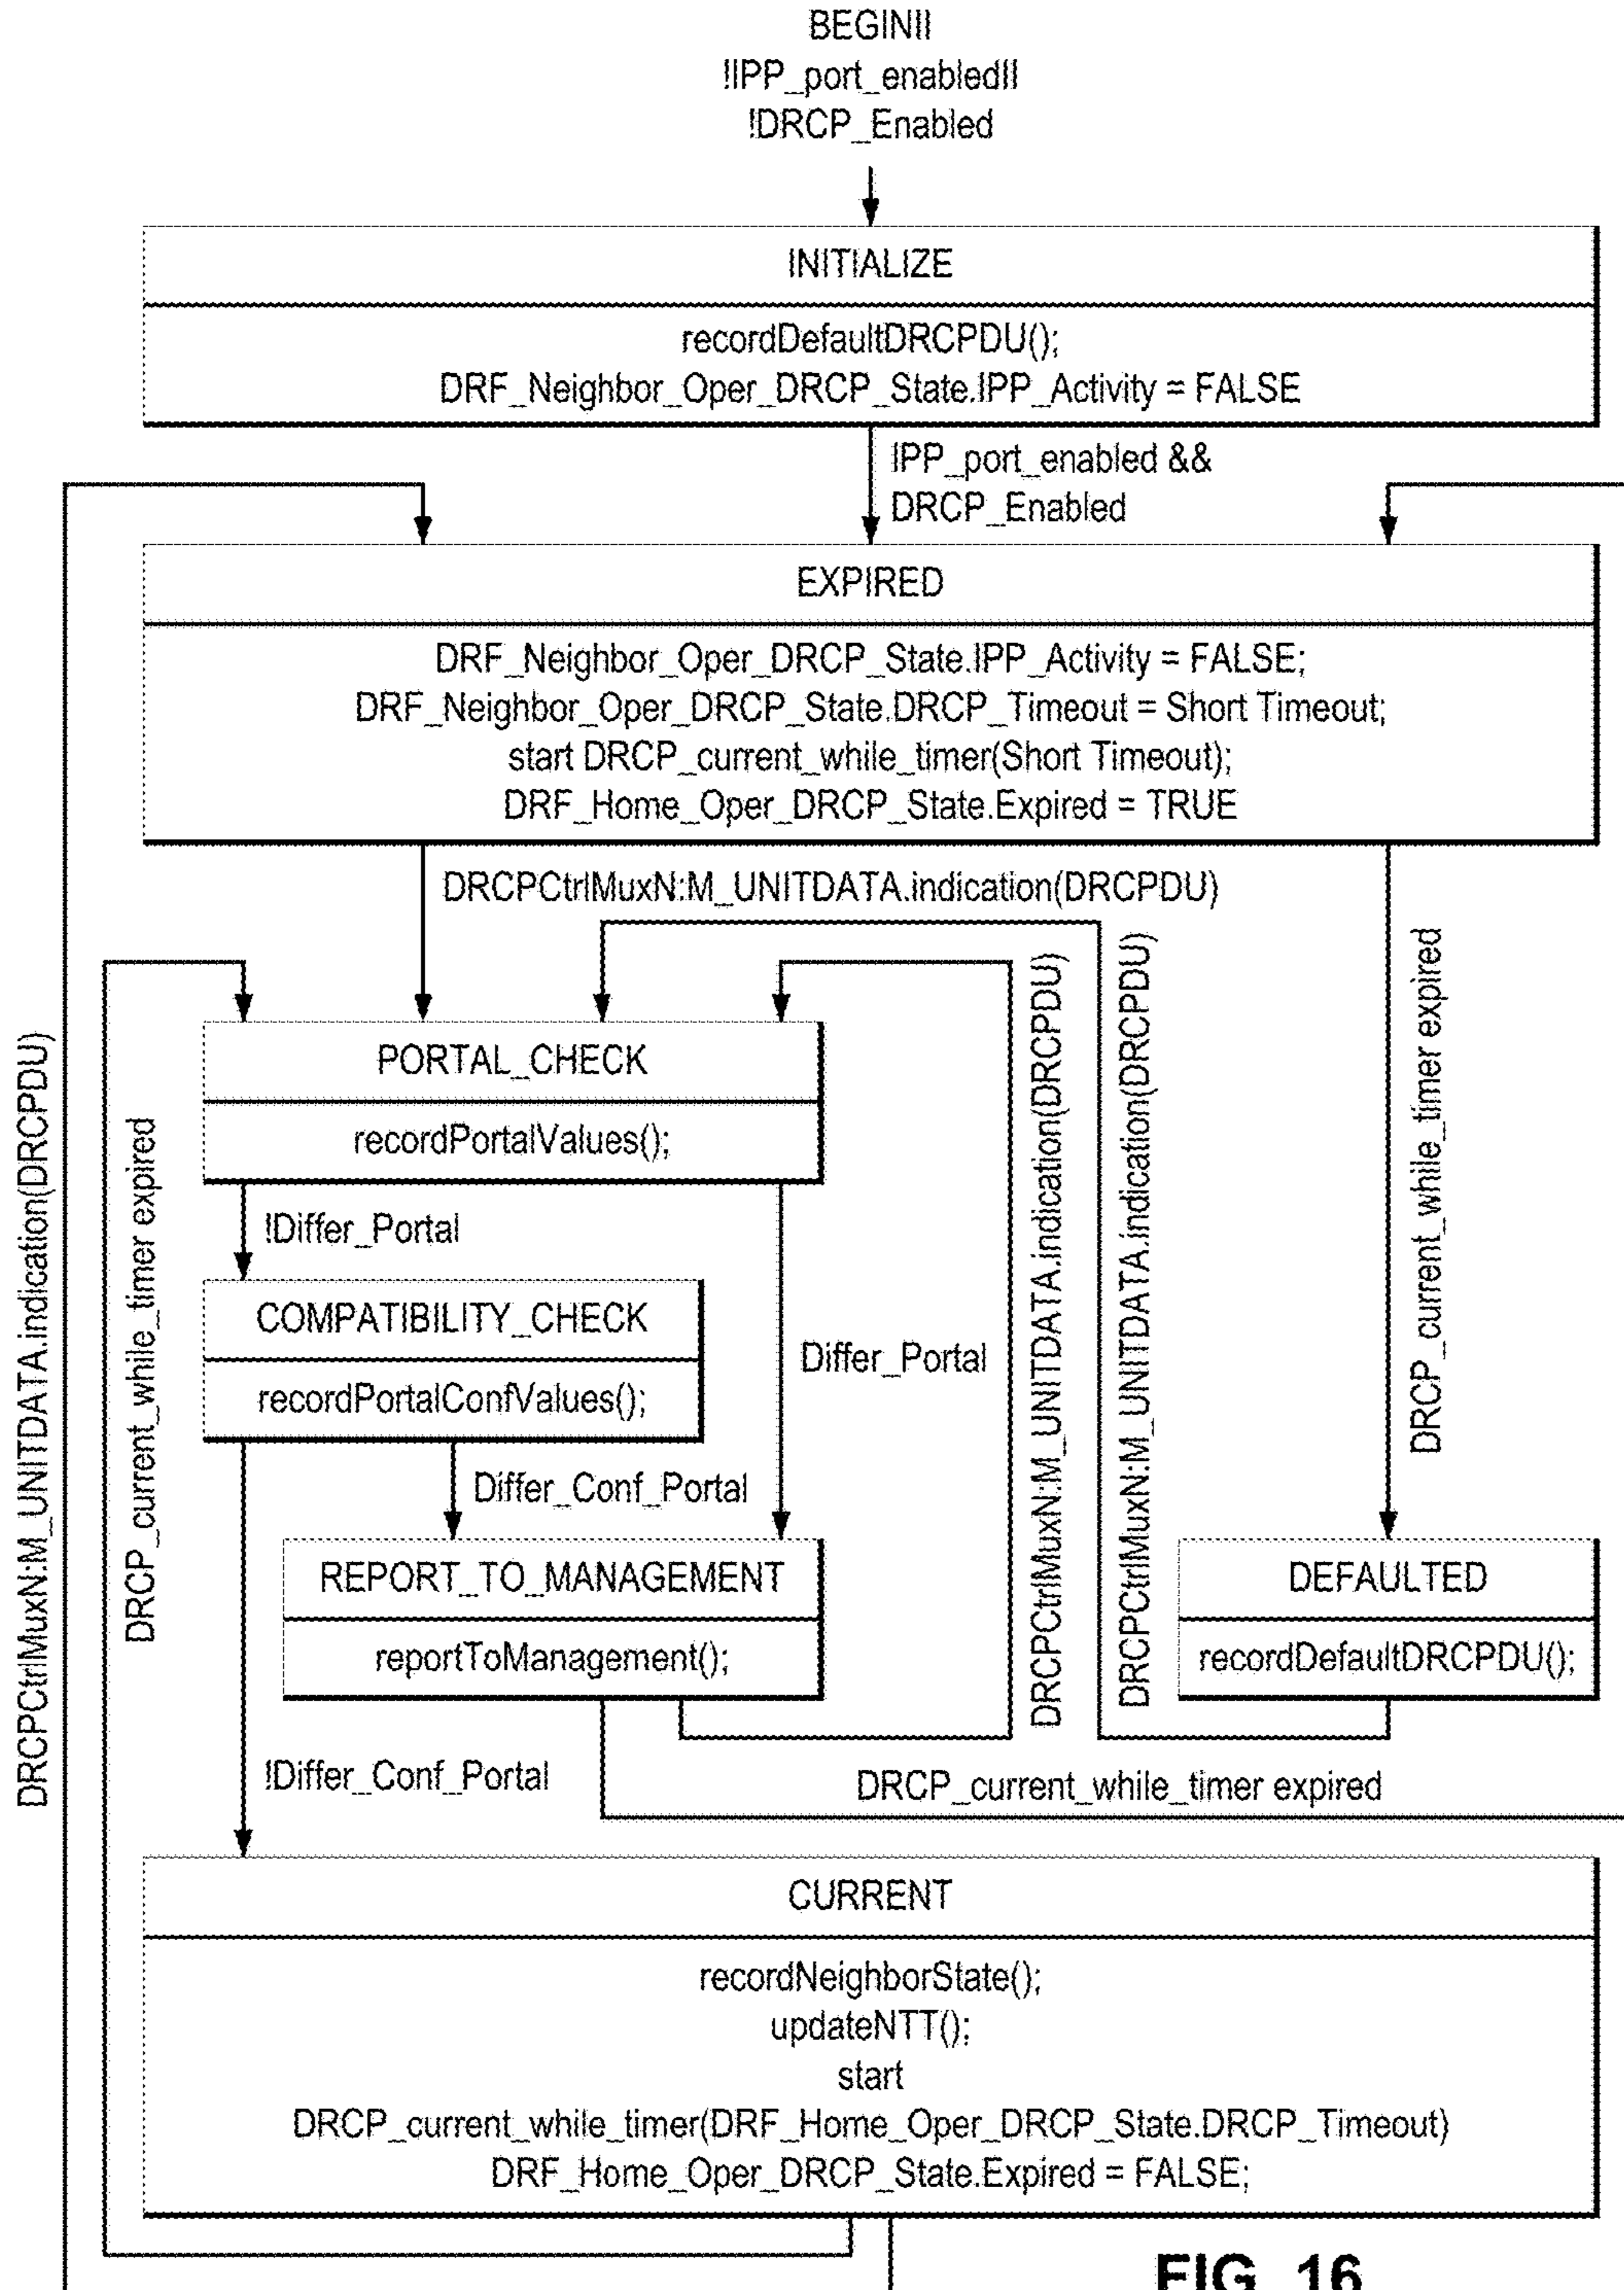 BEGIN||
!IPP_port_enabled||
!DRCP_Enabled
INITIALIZE
recordDefaultDRCPDU();
DRF_Neighbor_Oper_DRCP_State.IPP_Activity = FALSE
IPP_port_enabled &&
DRCP_Enabled
EXPIRED
DRF_Neighbor_Oper_DRCP_State.IPP_Activity = FALSE;
DRF_Neighbor_Oper_DRCP_State.DRCP_Timeout = Short Timeout;
start DRCP_current_while_timer(Short Timeout);
DRF_Home_Oper_DRCP_State.Expired = TRUE
DRCPCtrlMuxN:M_UNITDATA.indication(DRCPDU)
DRCPCtrlMuxN:M_UNITDATA.indication(DRCPDU)
DRCP_current_while_timer expired
PORTAL_CHECK
recordPortalValues();
!Differ_Portal
COMPATIBILITY_CHECK
recordPortalConfValues();
Differ_Portal
DRCPCtrlMuxN:M_UNITDATA.indication(DRCPDU)
DRCPCtrlMuxN:M_UNITDATA.indication(DRCPDU)
DRCP_current_while_timer expired
Differ_Conf_Portal
REPORT_TO_MANAGEMENT
reportToManagement();
DEFAULTED
recordDefaultDRCPDU();
!Differ_Conf_Portal
DRCP_current_while_timer expired
CURRENT
recordNeighborState();
updateNTT();
start
DRCP_current_while_timer(DRF_Home_Oper_DRCP_State.DRCP_Timeout)
DRF_Home_Oper_DRCP_State.Expired = FALSE;
FIG. 16